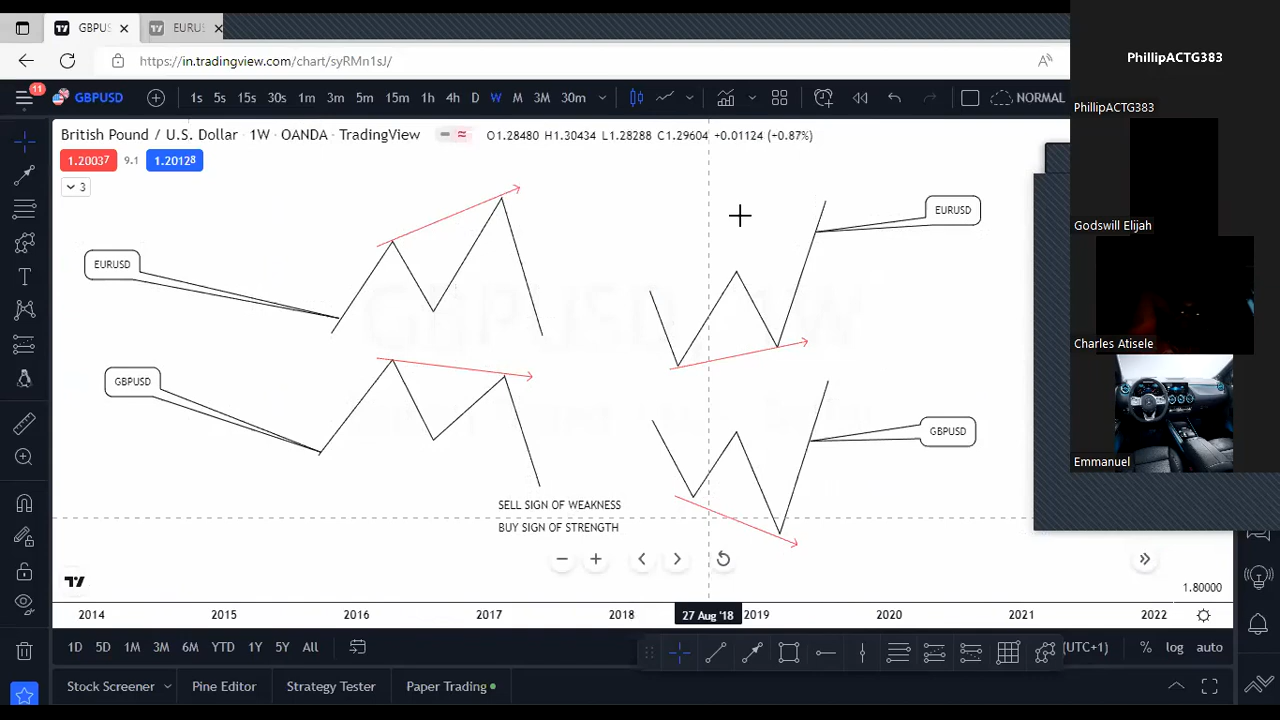 GBPUS
EURUS
https://in.tradingview.com/chart/syRMn1sJ/
11
GBPUSD
1s 5s 15s 30s 1m 3m 5m 15m 1h 4h D W M 3M 30m
NORMAL
British Pound / U.S. Dollar · 1W · OANDA · TradingView
O1.28480 H1.30434 L1.28288 C1.29604 +0.01124 (+0.87%)
1.20037 9.1 1.20128
3
EURUSD
GBPUSD
EURUSD
GBPUSD
SELL SIGN OF WEAKNESS
BUY SIGN OF STRENGTH
1.80000
2014 2015 2016 2017 2018 27 Aug '18 2019 2020 2021 2022
1D 5D 1M 3M 6M YTD 1Y 5Y All
(UTC+1) % log auto
Stock Screener Pine Editor Strategy Tester Paper Trading
PhillipACTG383
PhillipACTG383
Godswill Elijah
Charles Atisele
Emmanuel